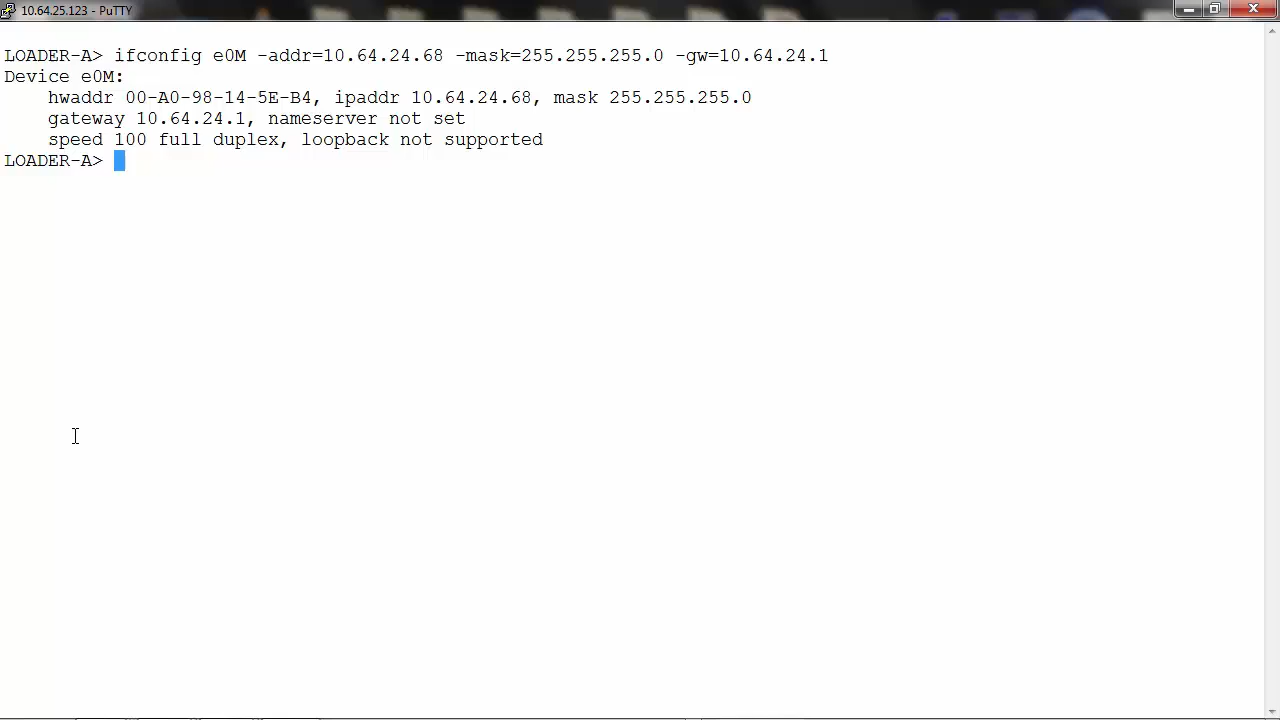 10.64.25.123 - PuTTY
LOADER-A> ifconfig e0M -addr=10.64.24.68 -mask=255.255.255.0 -gw=10.64.24.1
Device e0M:
hwaddr 00-A0-98-14-5E-B4, ipaddr 10.64.24.68, mask 255.255.255.0
gateway 10.64.24.1, nameserver not set
speed 100 full duplex, loopback not supported
LOADER-A>